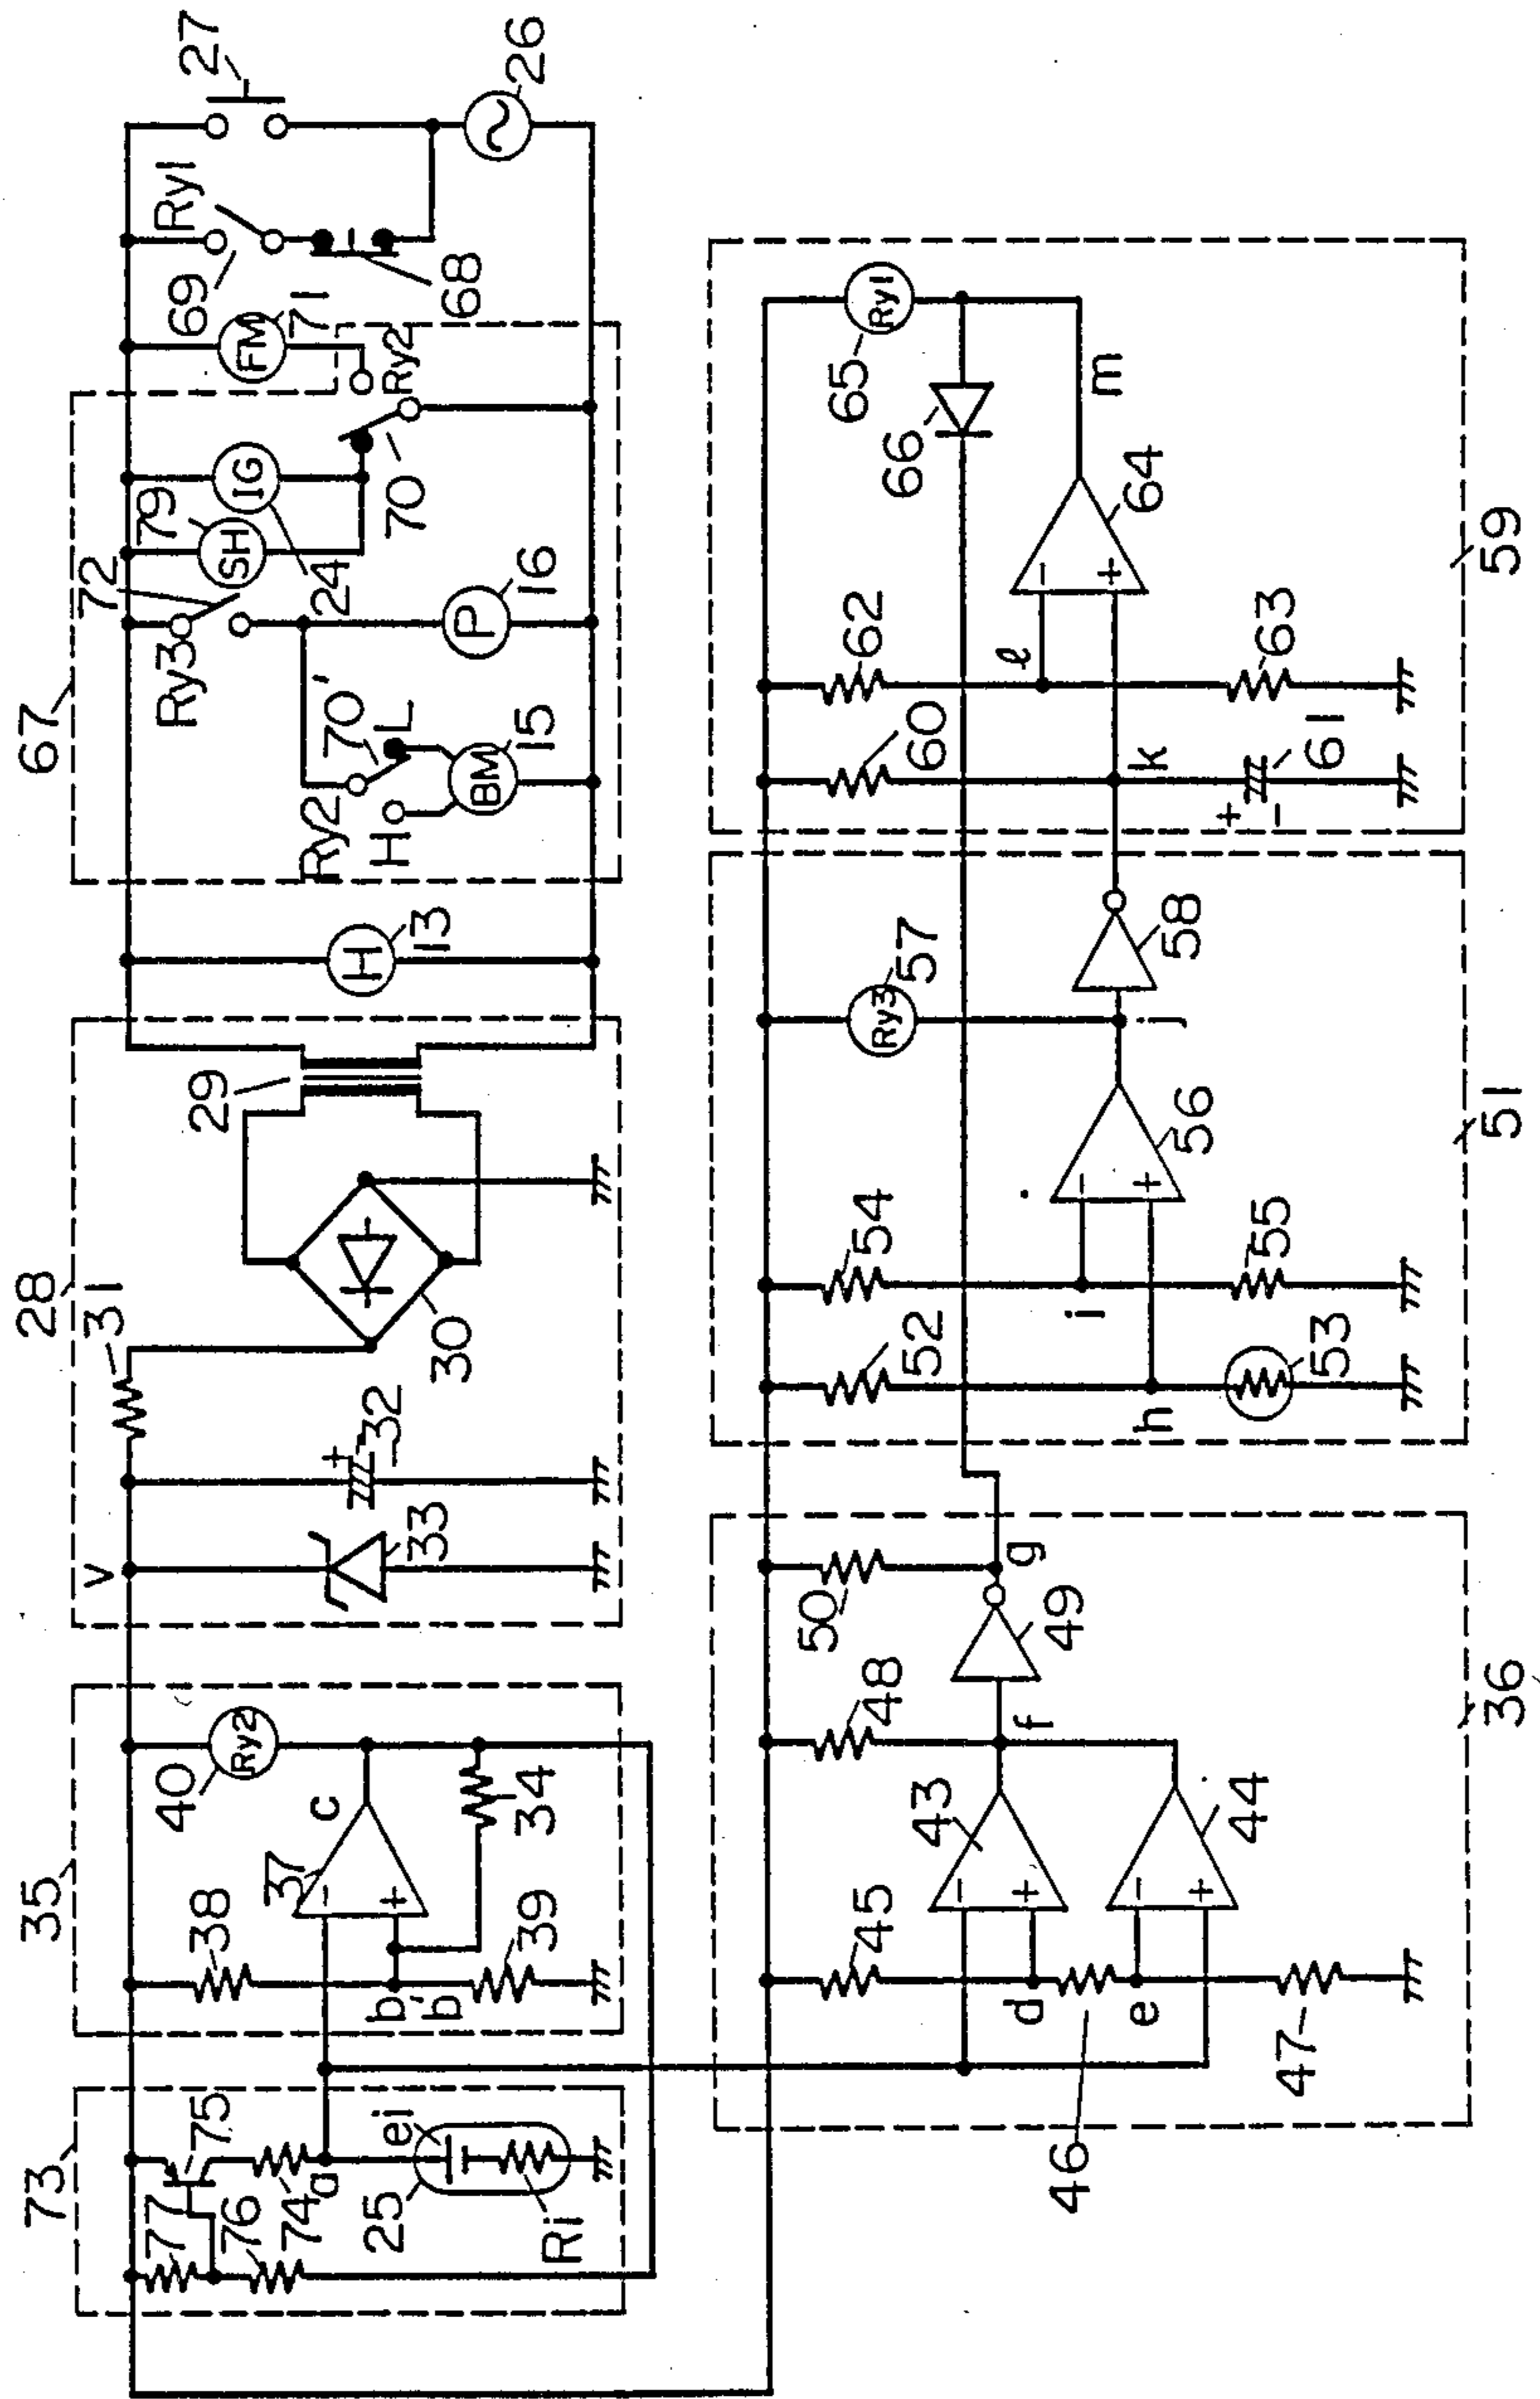 73
77
75
76
74
a
25
ei
Ri
35
40
Ry2
c
37
38
-
+
34
39
b
b'
28
v
31
29
30
+
32
33
67
72
79
Ry3
SH
IG
24
70
FM
71
69
Ry1
27
68
Ry2
26
70'
L
Ry2
H
BM
15
P
16
H
13
36
50
g
48
49
f
43
44
45
-
+
-
+
d
e
46
47
51
57
Ry3
58
j
54
56
52
-
+
i
55
h
53
59
65
Ry1
66
m
62
64
60
-
+
ℓ
63
k
61
+
-